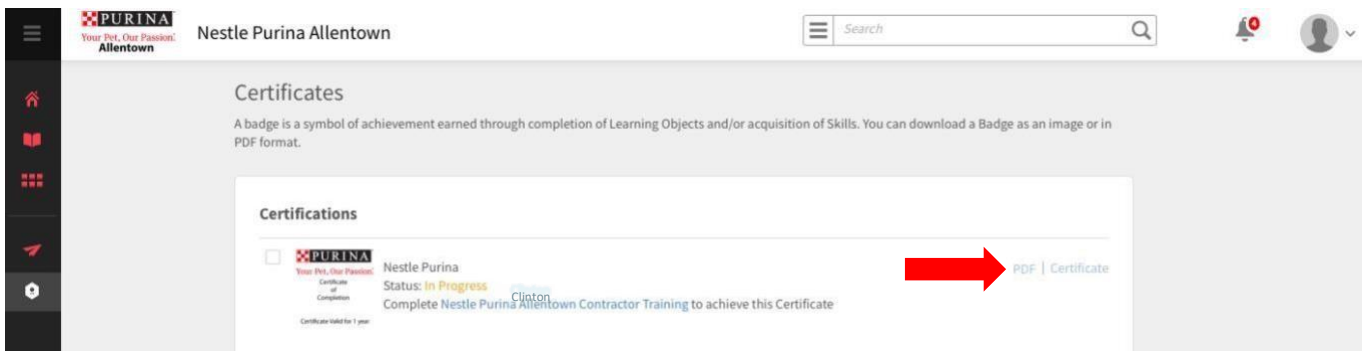 PURINA
Your Pet, Our Passion.
Allentown
Nestle Purina Allentown
Search
4
Certificates
A badge is a symbol of achievement earned through completion of Learning Objects and/or acquisition of Skills. You can download a Badge as an image or in
PDF format.
Certifications
PURINA
Your Pet, Our Passion.
Certificate
of
Completion
Certificate Valid for 1 year
Nestle Purina
Status: In Progress
Clinton
Complete Nestle Purina Allentown Contractor Training to achieve this Certificate
PDF | Certificate